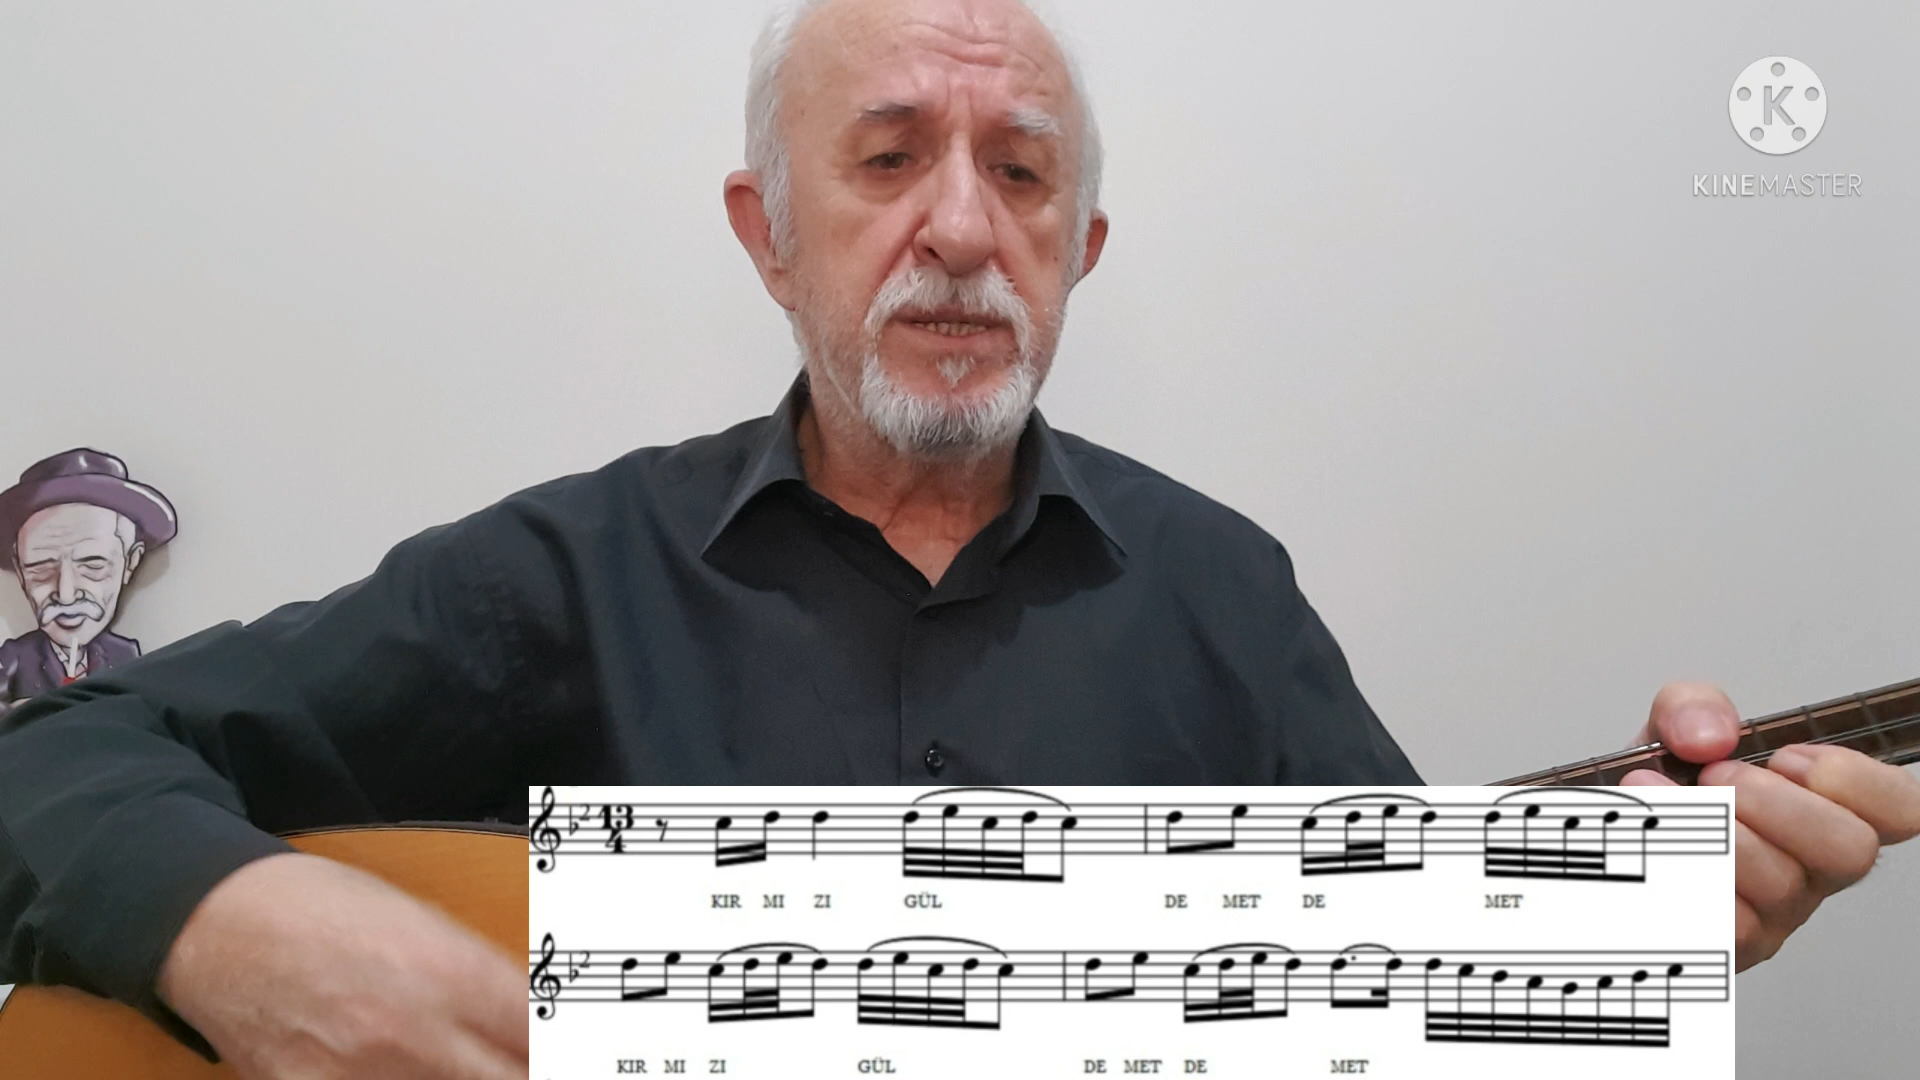 K
KINEMASTER
13
4
KIR MI ZI GÜL DE MET DE MET
KIR MI ZI GÜL DE MET DE MET